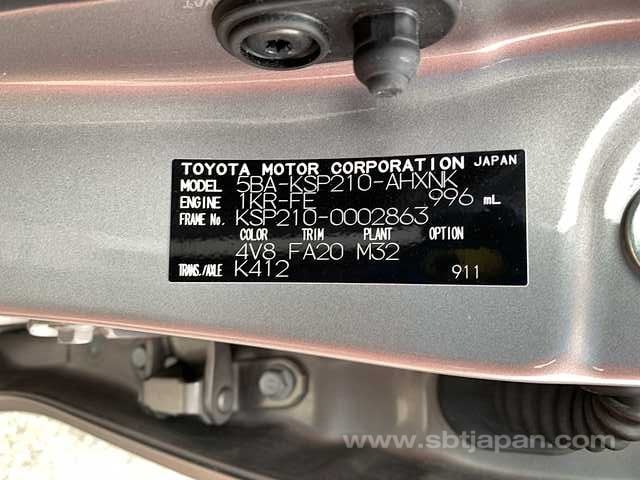 TOYOTA MOTOR CORPORATION JAPAN
MODEL 5BA-KSP210-AHXNK
ENGINE 1KR-FE 996 mL
FRAME No. KSP210-0002863
COLOR TRIM PLANT OPTION
4V8 FA20 M32
TRANS./AXLE K412 911
www.sbtjapan.com